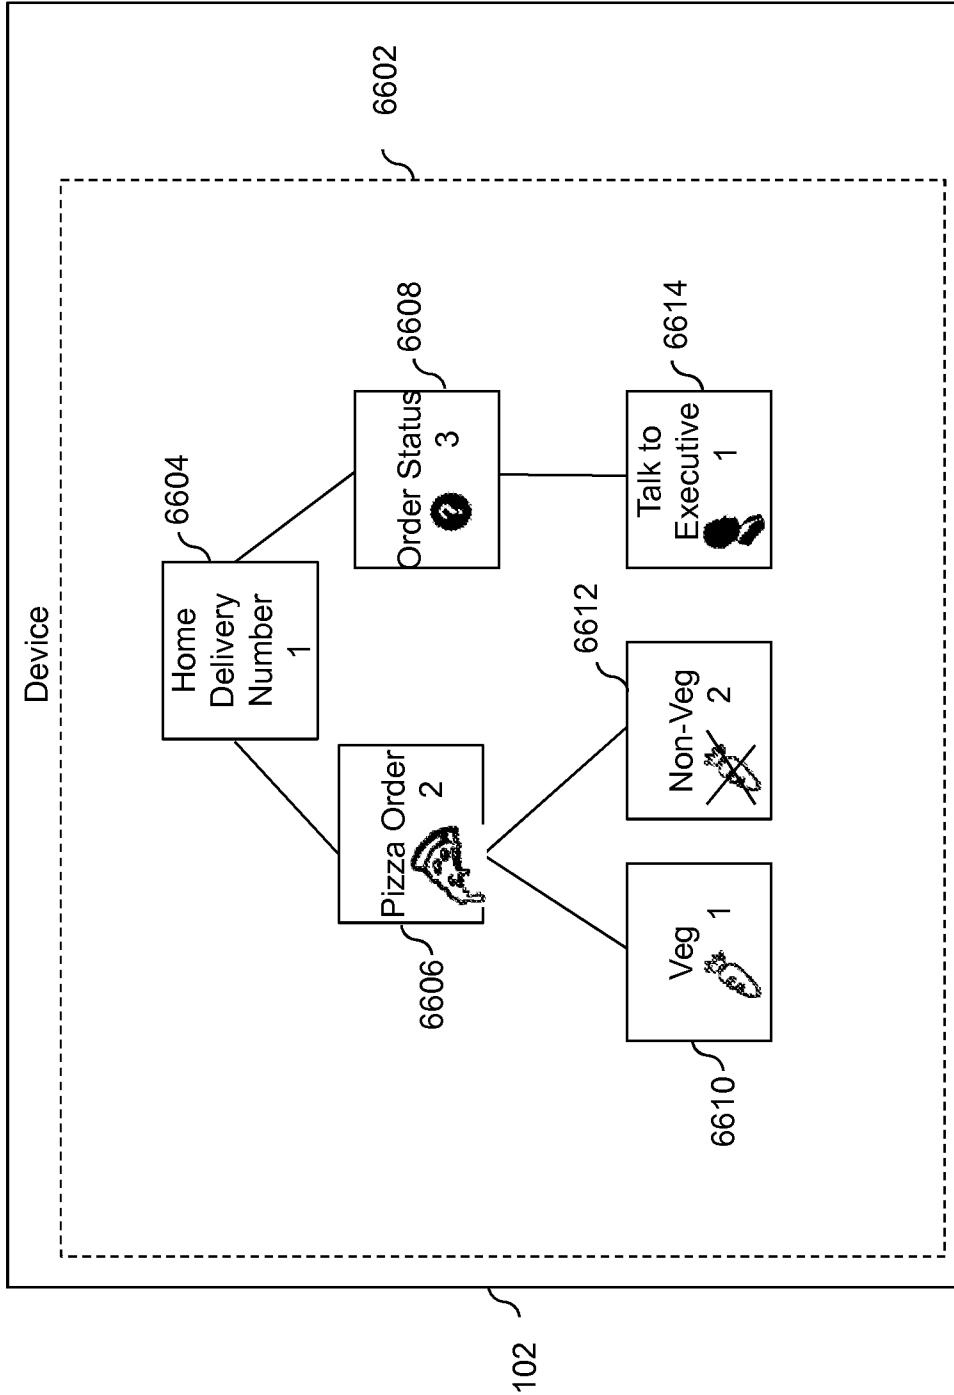 Device
6602
6604
Home
Delivery
Number
1
6606
Pizza Order
2
6608
Order Status
3
?
6610
Veg
1
6612
Non-Veg
2
6614
Talk to
Executive
1
102